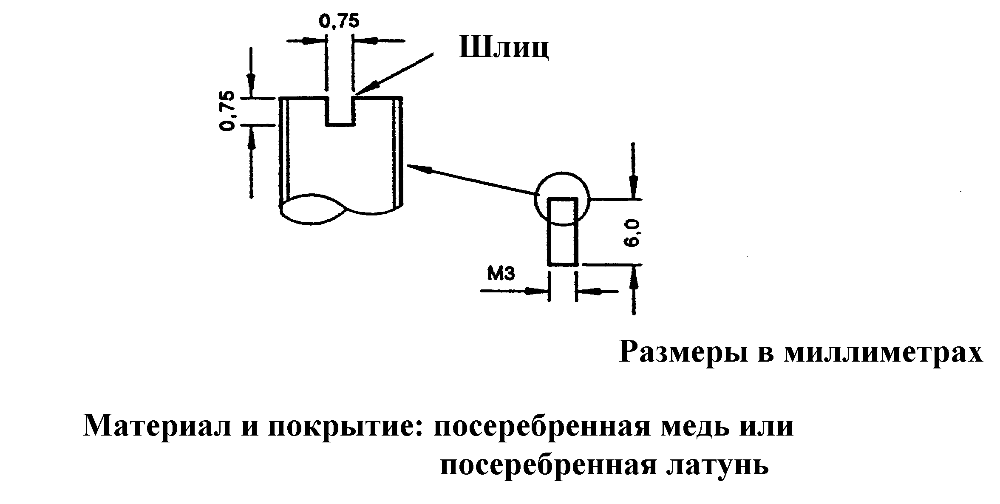 0,75
Шлиц
0,75
6,0
М3
Размеры в миллиметрах
Материал и покрытие: посеребренная медь или
посеребренная латунь